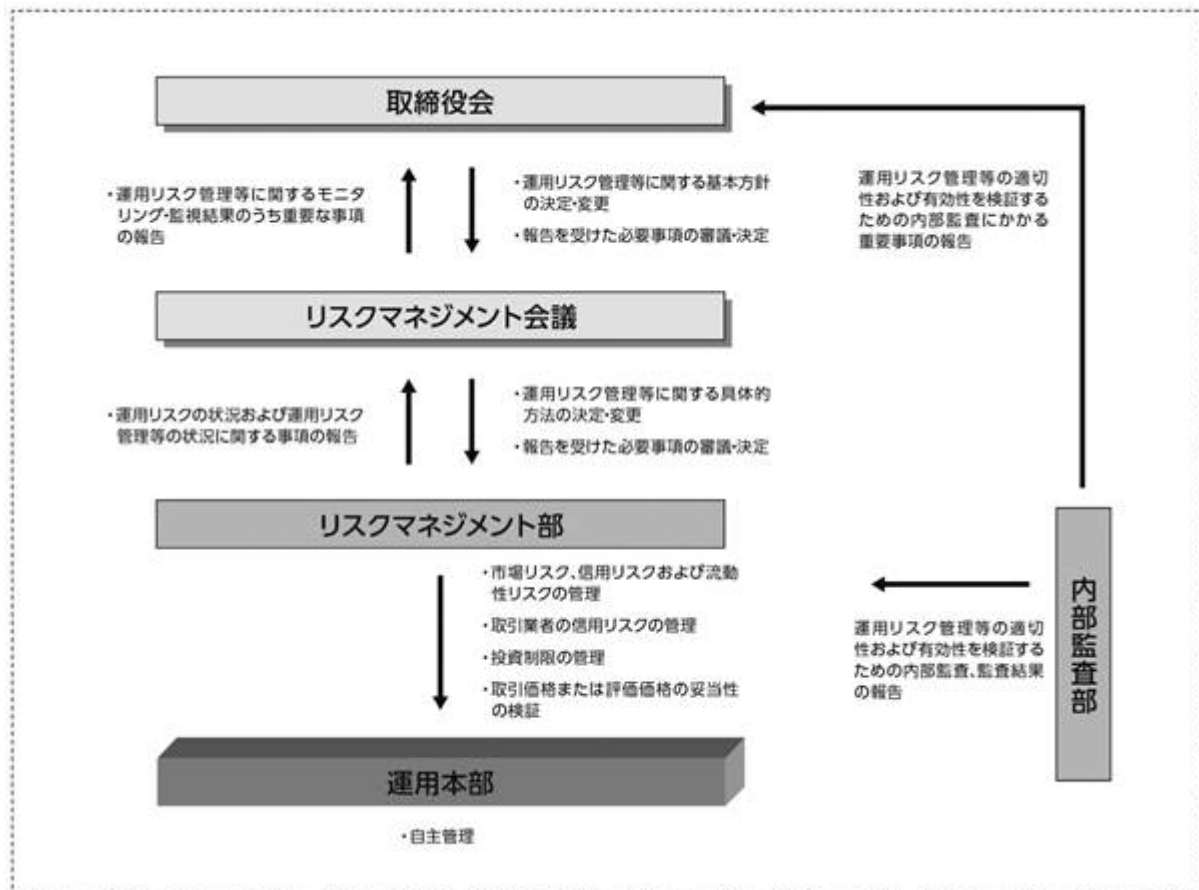 取締役会
・運用リスク管理等に関するモニタ
リング・監視結果のうち重要な事項
の報告
・運用リスク管理等に関する基本方針
の決定・変更
・報告を受けた必要事項の審議・決定
運用リスク管理等の適切
性および有効性を検証す
るための内部監査にかかる
重要事項の報告
リスクマネジメント会議
・運用リスクの状況および運用リスク
管理等の状況に関する事項の報告
・運用リスク管理等に関する具体的
方法の決定・変更
・報告を受けた必要事項の審議・決定
リスクマネジメント部
・市場リスク、信用リスクおよび流動
性リスクの管理
・取引業者の信用リスクの管理
・投資制限の管理
・取引価格または評価価格の妥当性
の検証
運用リスク管理等の適切
性および有効性を検証する
ための内部監査、監査結果
の報告
内部監査部
運用本部
・自主管理